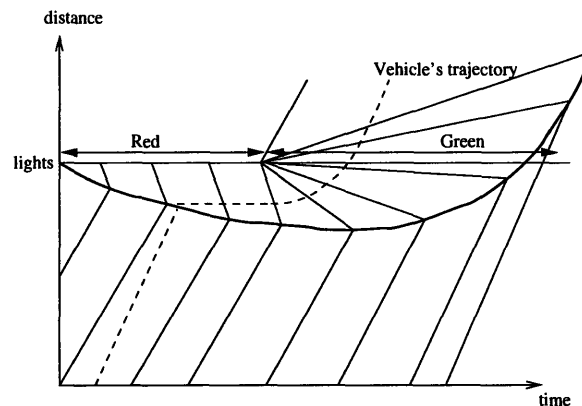 distance
Vehicle's trajectory
Red
Green
lights
time